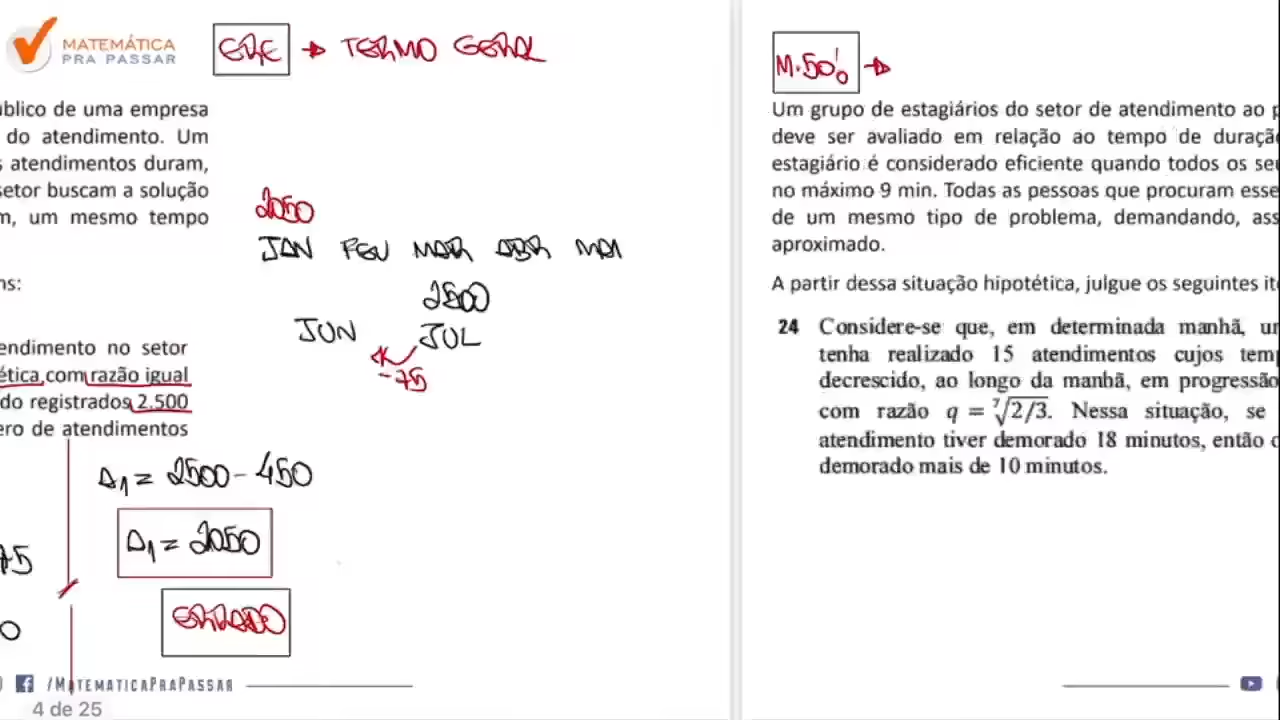 MATEMÁTICA
PRA PASSAR
GRE → TERMO GERAL
úblico de uma empresa
do atendimento. Um
s atendimentos duram,
setor buscam a solução
m, um mesmo tempo
ns:
endimento no setor
ética com razão igual
do registrados 2.500
ero de atendimentos
2050
JAN FEV MAR ABR MAI
2500
JUN JUL
-75
A1 = 2500 - 450
A1 = 2050
75
0
ERRADO
/MATEMATICAPRAPASSAR
4 de 25
M.50%
Um grupo de estagiários do setor de atendimento ao p
deve ser avaliado em relação ao tempo de duraçã
estagiário é considerado eficiente quando todos os se
no máximo 9 min. Todas as pessoas que procuram esse
de um mesmo tipo de problema, demandando, ass
aproximado.
A partir dessa situação hipotética, julgue os seguintes ite
24 Considere-se que, em determinada manhã, um
tenha realizado 15 atendimentos cujos temp
decrescido, ao longo da manhã, em progressão
com razão q = ⁷√2/3. Nessa situação, se
atendimento tiver demorado 18 minutos, então o
demorado mais de 10 minutos.